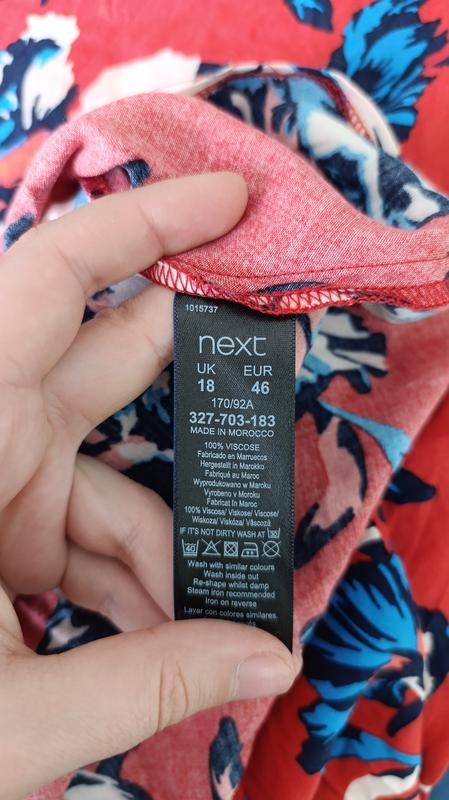 1015737
next
UK EUR
18 46
170/92A
327-703-183
MADE IN MOROCCO
100% VISCOSE
Fabricado en Marruecos
Hergestellt in Marokko
Fabriqué au Maroc
Wyprodukowano w Maroku
Vyrobeno v Moroku
Fabricat în Maroc
100% Viscosa/ Viskose/ Viscose/
Wiskoza/ Viskóza/ Vâscoză
IF IT'S NOT DIRTY WASH AT 30
40
Wash with similar colours
Wash inside out
Re-shape whilst damp
Steam iron recommended
Iron on reverse
Lavar con colores similares.